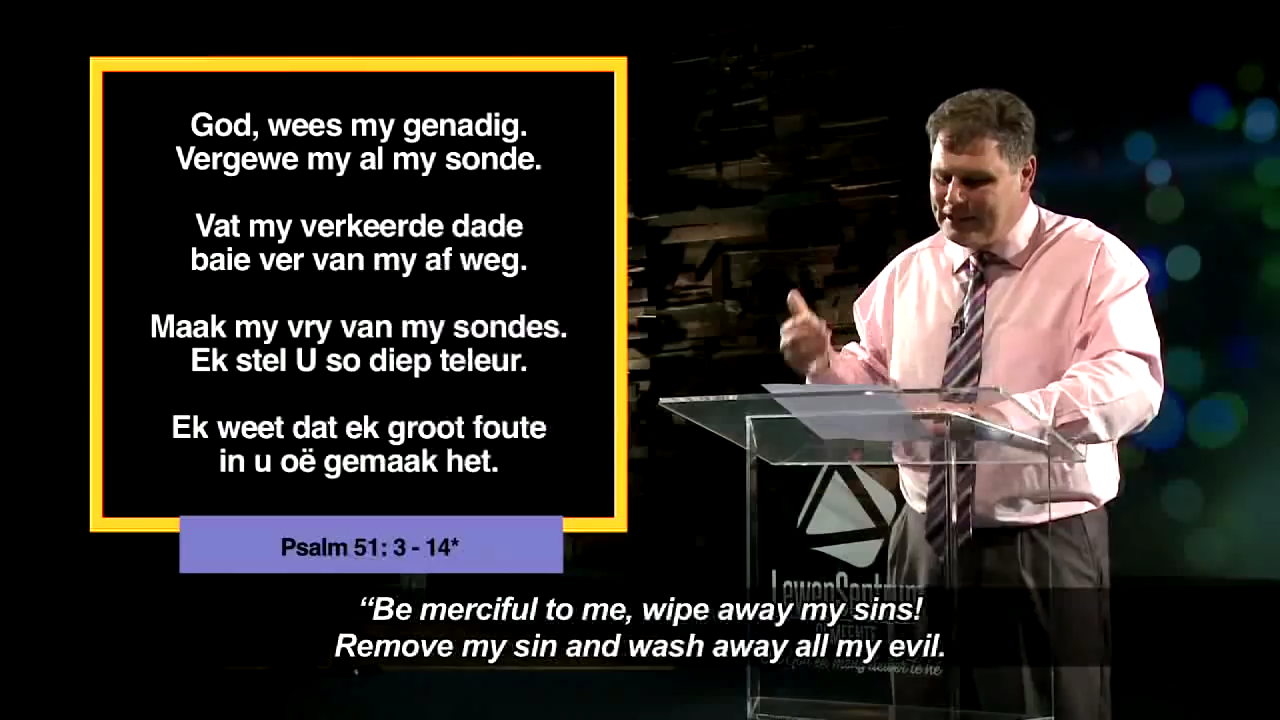 God, wees my genadig.
Vergewe my al my sonde.
Vat my verkeerde dade
baie ver van my af weg.
Maak my vry van my sondes.
Ek stel U so diep teleur.
Ek weet dat ek groot foute
in u oë gemaak het.
Psalm 51: 3 - 14*
LewenSentrum
GEMEENTE
“Be merciful to me, wipe away my sins!
Remove my sin and wash away all my evil.